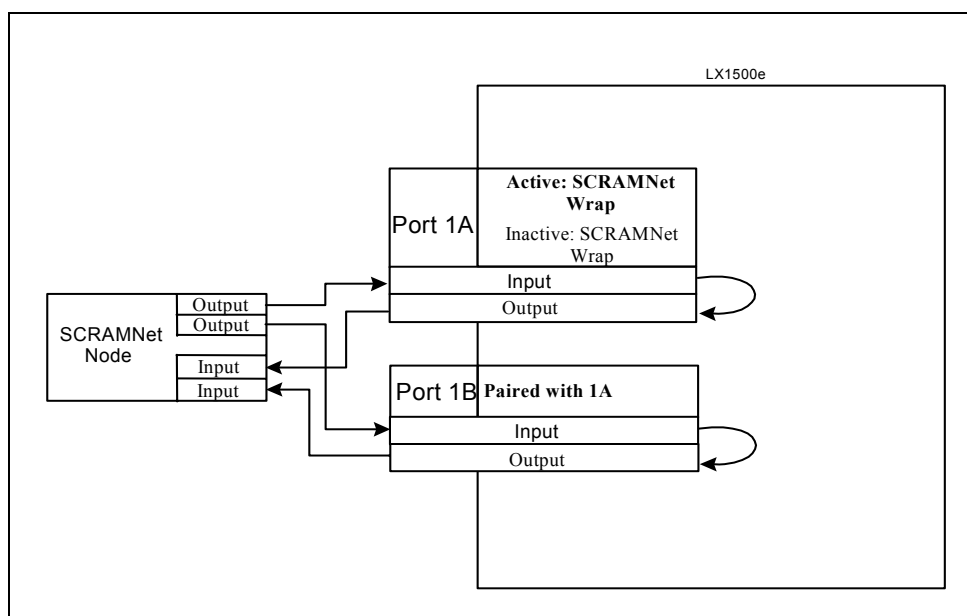 LX1500e
Active: SCRAMNet
Wrap
Port 1A
Inactive: SCRAMNet
Wrap
Input
Output
Output
Output
SCRAMNet
Node
Input
Input
Port 1B
Paired with 1A
Input
Output